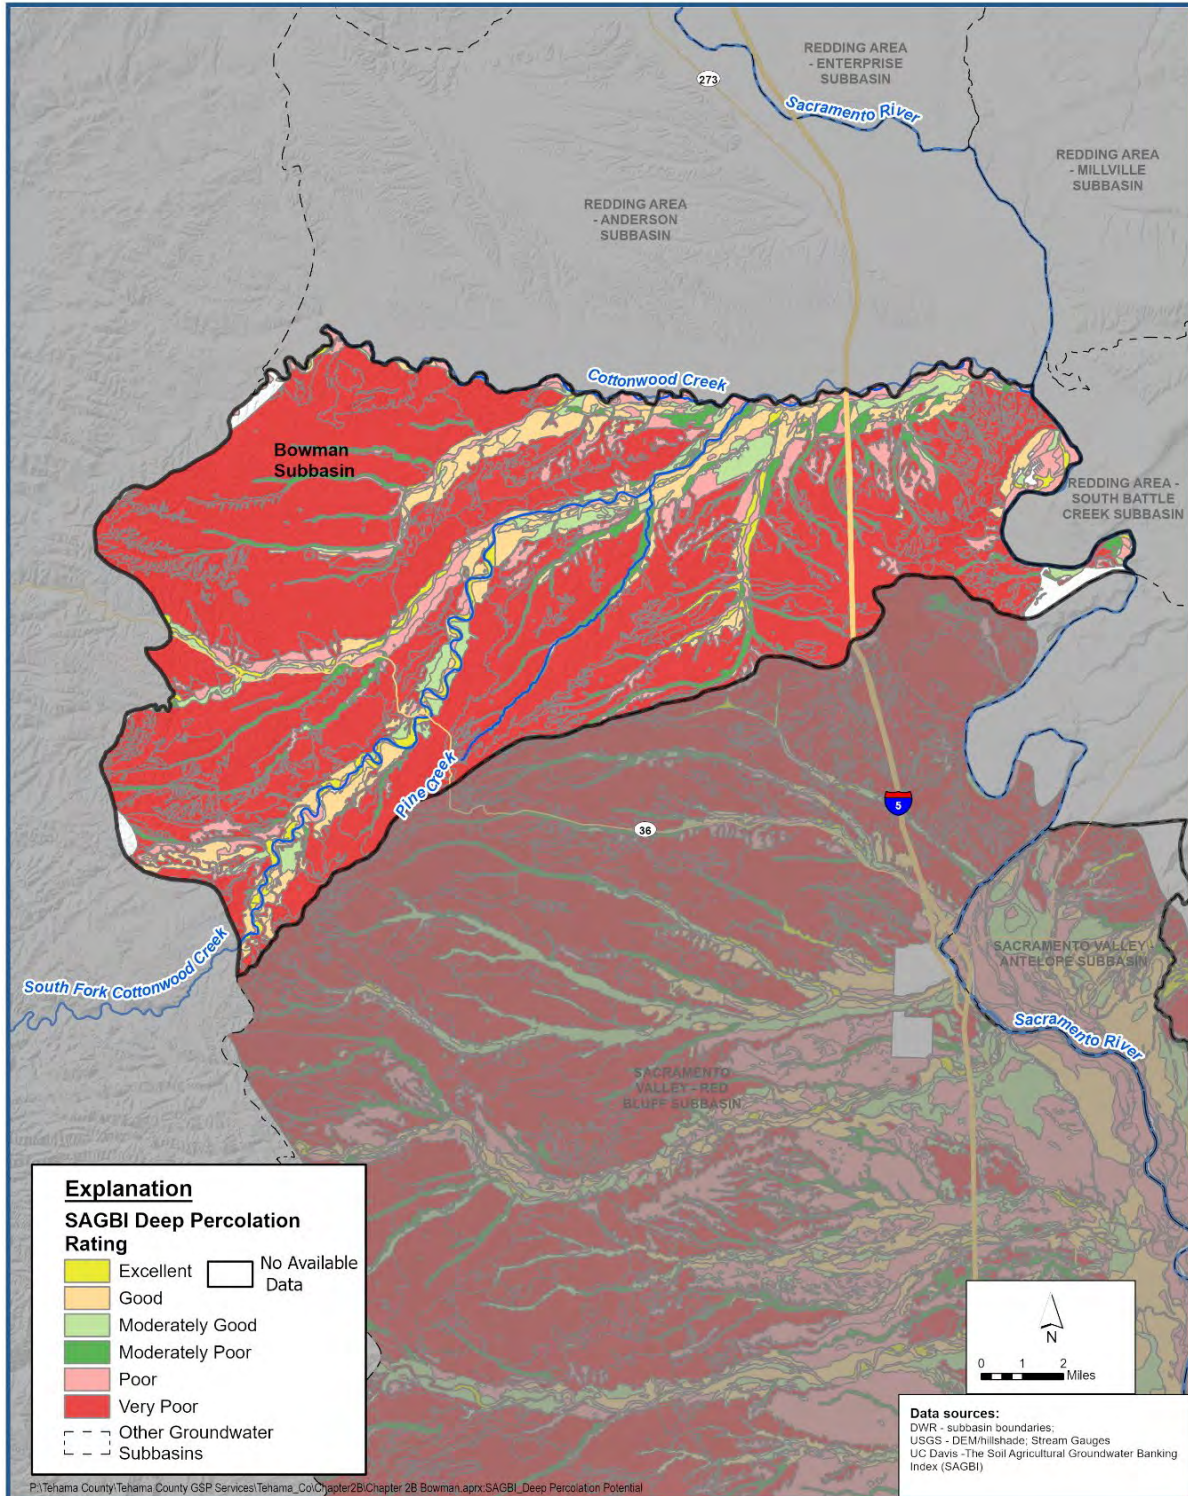 REDDING AREA
- ENTERPRISE
SUBBASIN
273
Sacramento River
REDDING AREA
- MILLVILLE
SUBBASIN
REDDING AREA
- ANDERSON
SUBBASIN
Cottonwood Creek
Bowman
Subbasin
REDDING AREA -
SOUTH BATTLE
CREEK SUBBASIN
Pine Creek
5
36
South Fork Cottonwood Creek
SACRAMENTO VALLEY -
ANTELOPE SUBBASIN
Sacramento River
SACRAMENTO
VALLEY - RED
BLUFF SUBBASIN
Explanation
SAGBI Deep Percolation
Rating
Excellent
Good
Moderately Good
Moderately Poor
Poor
Very Poor
Other Groundwater
Subbasins
No Available
Data
N
0 1 2
Miles
Data sources:
DWR - subbasin boundaries;
USGS - DEM/hillshade; Stream Gauges
UC Davis -The Soil Agricultural Groundwater Banking
Index (SAGBI)
P:\Tehama County\Tehama County GSP Services\Tehama_Co\Chapter2B\Chapter 2B Bowman.aprx:SAGBI_Deep Percolation Potential